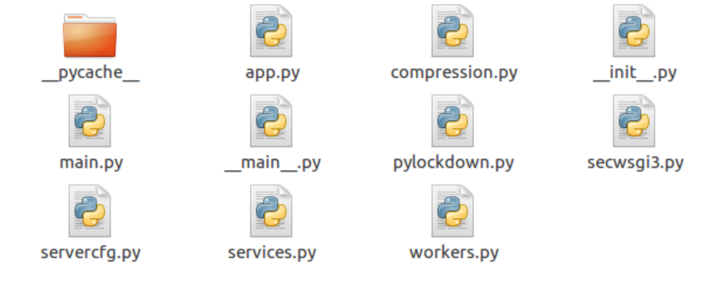 __pycache__ app.py compression.py __init__.py
main.py __main__.py pylockdown.py secwsgi3.py
servercfg.py services.py workers.py